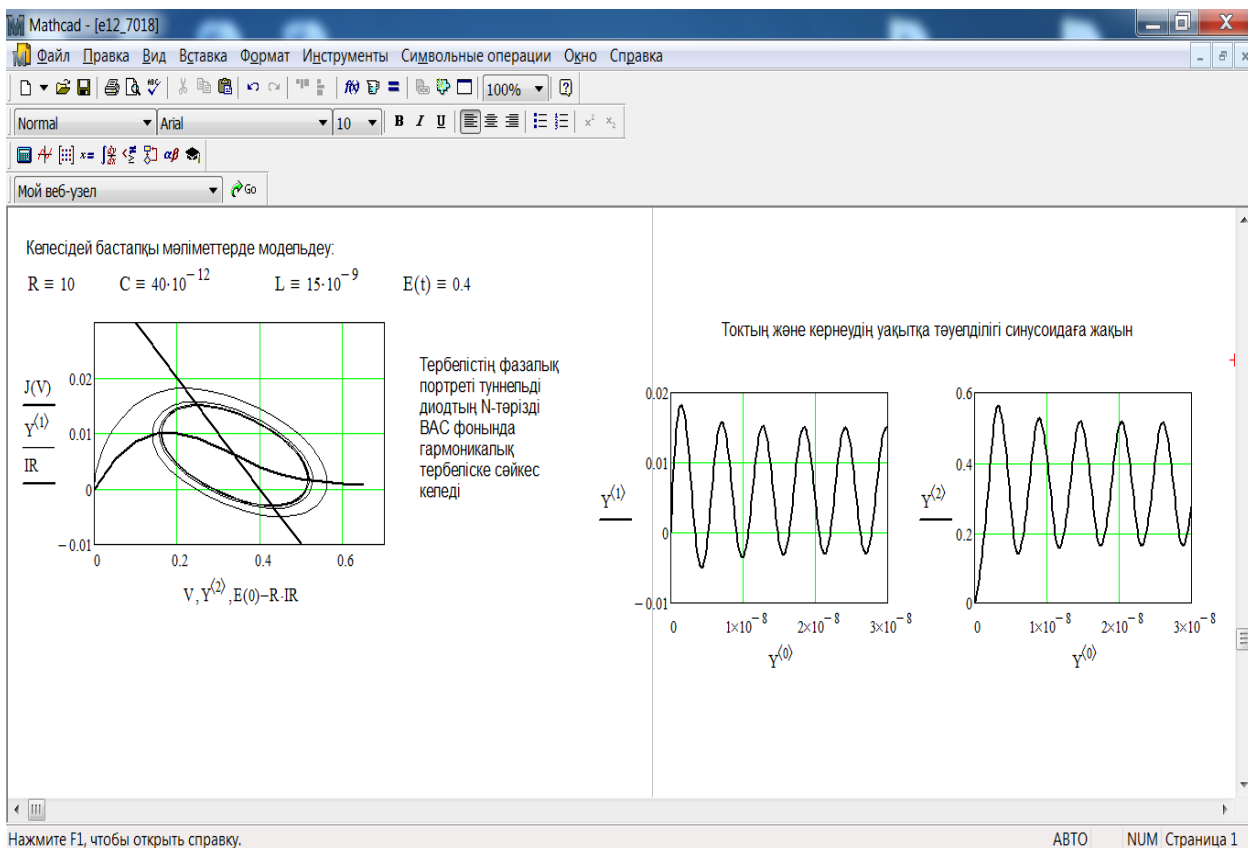 Mathcad - [e12_7018]
Файл Правка Вид Вставка Формат Инструменты Символьные операции Окно Справка
100%
Normal Arial 10 B I U
Мой веб-узел Go
Келесідей бастапқы мәліметтерде модельдеу:
R ≡ 10 C ≡ 40·10⁻¹² L ≡ 15·10⁻⁹ E(t) ≡ 0.4
J(V)
Y⟨1⟩
IR
0.02
0.01
0
−0.01
0 0.2 0.4 0.6
V, Y⟨2⟩, E(0)−R·IR
Тербелістің фазалық
портреті туннельді
диодтың N-тәрізді
ВАС фонында
гармоникалық
тербеліске сәйкес
келеді
Токтың және кернеудің уақытқа тәуелділігі синусоидаға жақын
Y⟨1⟩
0.02
0.01
0
−0.01
0 1×10⁻⁸ 2×10⁻⁸ 3×10⁻⁸
Y⟨0⟩
Y⟨2⟩
0.6
0.4
0.2
0
0 1×10⁻⁸ 2×10⁻⁸ 3×10⁻⁸
Y⟨0⟩
Нажмите F1, чтобы открыть справку. АВТО NUM Страница 1